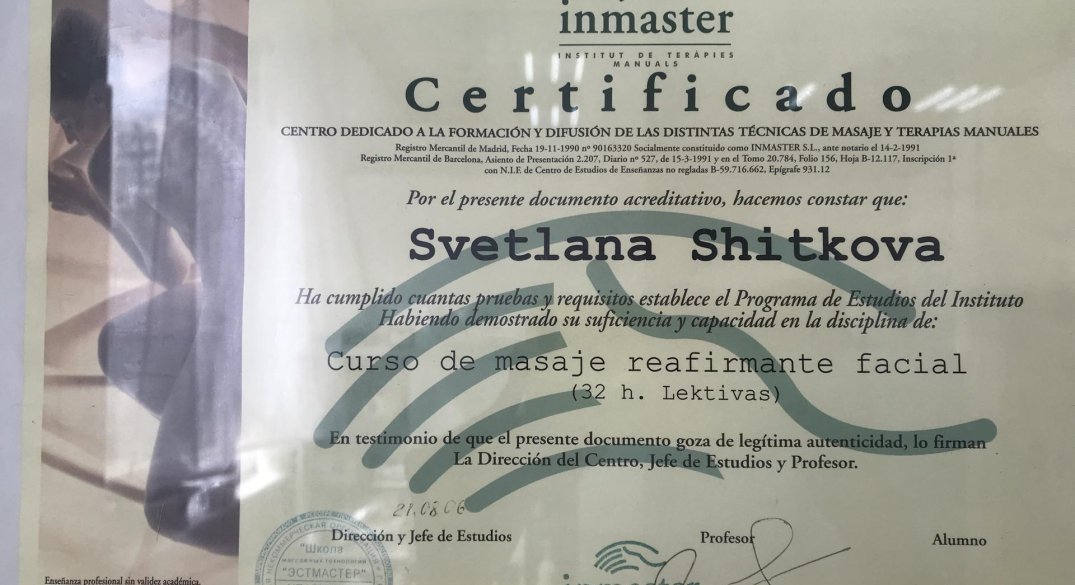 inmaster
INSTITUT DE TERÀPIES
MANUALS
Certificado
CENTRO DEDICADO A LA FORMACIÓN Y DIFUSIÓN DE LAS DISTINTAS TÉCNICAS DE MASAJE Y TERAPIAS MANUALES
Registro Mercantil de Madrid, Fecha 19-11-1990 nº 90163320 Socialmente constituido como INMASTER S.L., ante notario el 14-2-1991
Registro Mercantil de Barcelona, Asiento de Presentación 2.207, Diario nº 527, de 15-3-1991 y en el Tomo 20.784, Folio 156, Hoja B-12.117, Inscripción 1ª
con N.I.F. de Centro de Estudios de Enseñanzas no regladas B-59.716.662, Epígrafe 931.12
Por el presente documento acreditativo, hacemos constar que:
Svetlana Shitkova
Ha cumplido cuantas pruebas y requisitos establece el Programa de Estudios del Instituto
Habiendo demostrado su suficiencia y capacidad en la disciplina de:
Curso de masaje reafirmante facial
(32 h. Lektivas)
En testimonio de que el presente documento goza de legítima autenticidad, lo firman
La Dirección del Centro, Jefe de Estudios y Profesor.
21.08.06
Dirección y Jefe de Estudios
Profesor
Alumno
"Школа
"ЭСТМАСТЕР"
inmaster
Enseñanza profesional sin validez académica.